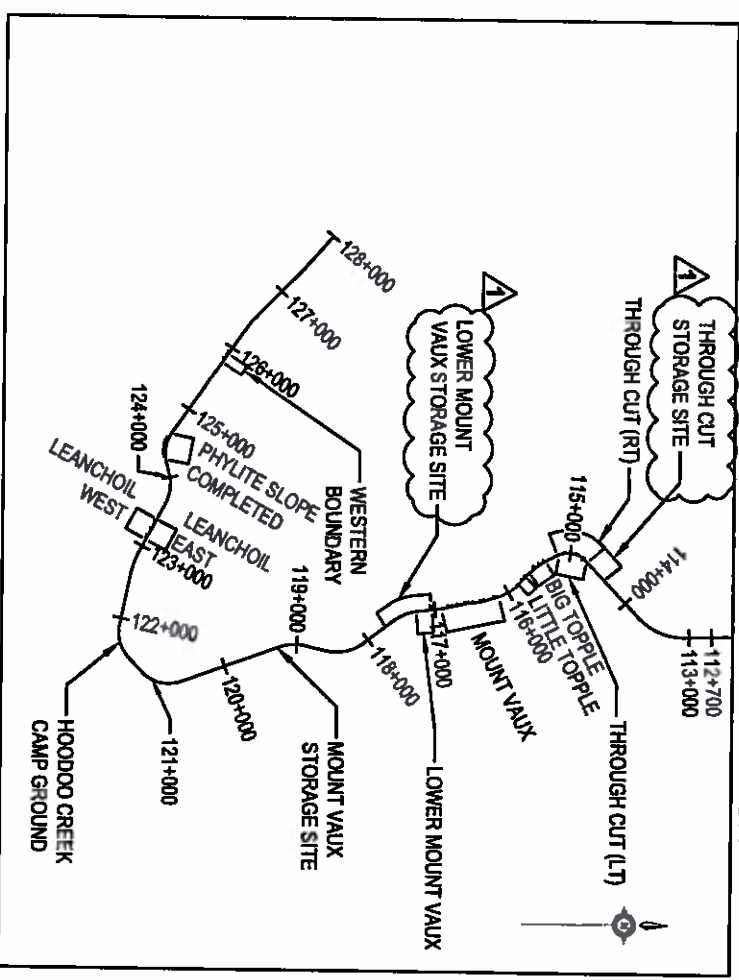 112+700
113+000
THROUGH CUT
STORAGE SITE
1
THROUGH CUT (RT)
114+000
115+000
THROUGH CUT (LT)
BIG TOPPLE
LITTLE TOPPLE
116+000
MOUNT VAUX
1
LOWER MOUNT
VAUX STORAGE SITE
117+000
LOWER MOUNT VAUX
118+000
119+000
MOUNT VAUX
STORAGE SITE
120+000
121+000
HOODOO CREEK
CAMP GROUND
122+000
123+000
LEANCHOIL
EAST
LEANCHOIL
WEST
124+000
PHYLITE SLOPE
COMPLETED
125+000
WESTERN
BOUNDARY
126+000
127+000
128+000
N